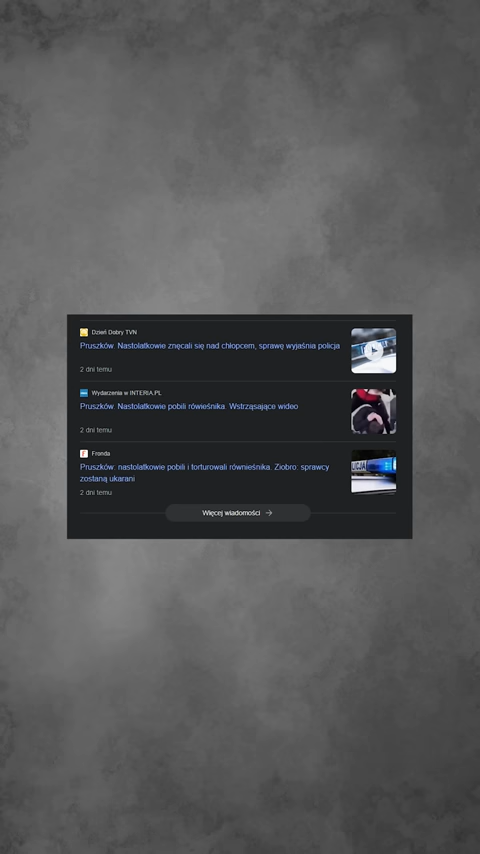 Dzień Dobry TVN
Pruszków. Nastolatkowie znęcali się nad chłopcem, sprawę wyjaśnia policja
2 dni temu
Wydarzenia w INTERIA.PL
Pruszków. Nastolatkowie pobili rówieśnika. Wstrząsające wideo
2 dni temu
Fronda
Pruszków: nastolatkowie pobili i torturowali równieśnika. Ziobro: sprawcy
zostaną ukarani
2 dni temu
Więcej wiadomości →